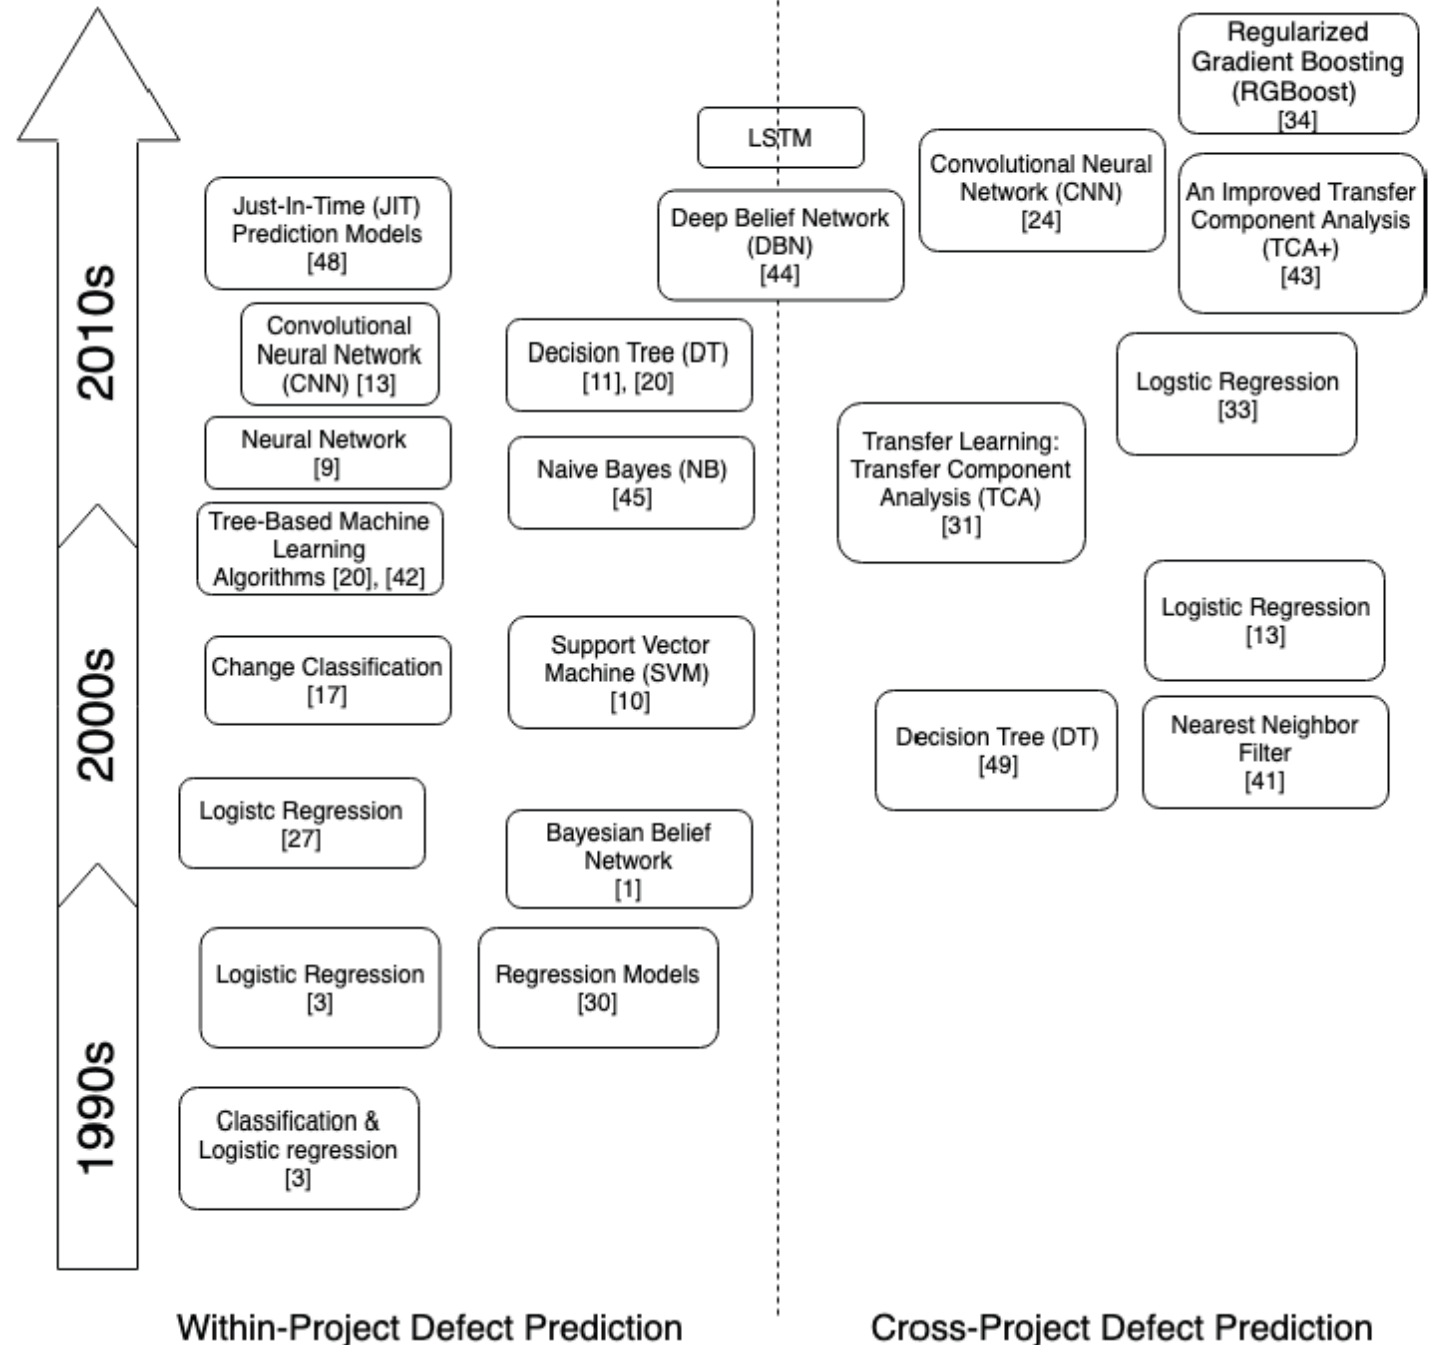 Regularized
Gradient Boosting
(RGBoost)
[34]
LSTM
Convolutional Neural
Network (CNN)
[24]
An Improved Transfer
Component Analysis
(TCA+)
[43]
Just-In-Time (JIT)
Prediction Models
[48]
Deep Belief Network
(DBN)
[44]
2010s
Convolutional
Neural Network
(CNN) [13]
Decision Tree (DT)
[11], [20]
Logstic Regression
[33]
Neural Network
[9]
Naive Bayes (NB)
[45]
Transfer Learning:
Transfer Component
Analysis (TCA)
[31]
Tree-Based Machine
Learning
Algorithms [20], [42]
Logistic Regression
[13]
2000s
Change Classification
[17]
Support Vector
Machine (SVM)
[10]
Decision Tree (DT)
[49]
Nearest Neighbor
Filter
[41]
Logistc Regression
[27]
Bayesian Belief
Network
[1]
Logistic Regression
[3]
Regression Models
[30]
1990s
Classification &
Logistic regression
[3]
Within-Project Defect Prediction
Cross-Project Defect Prediction